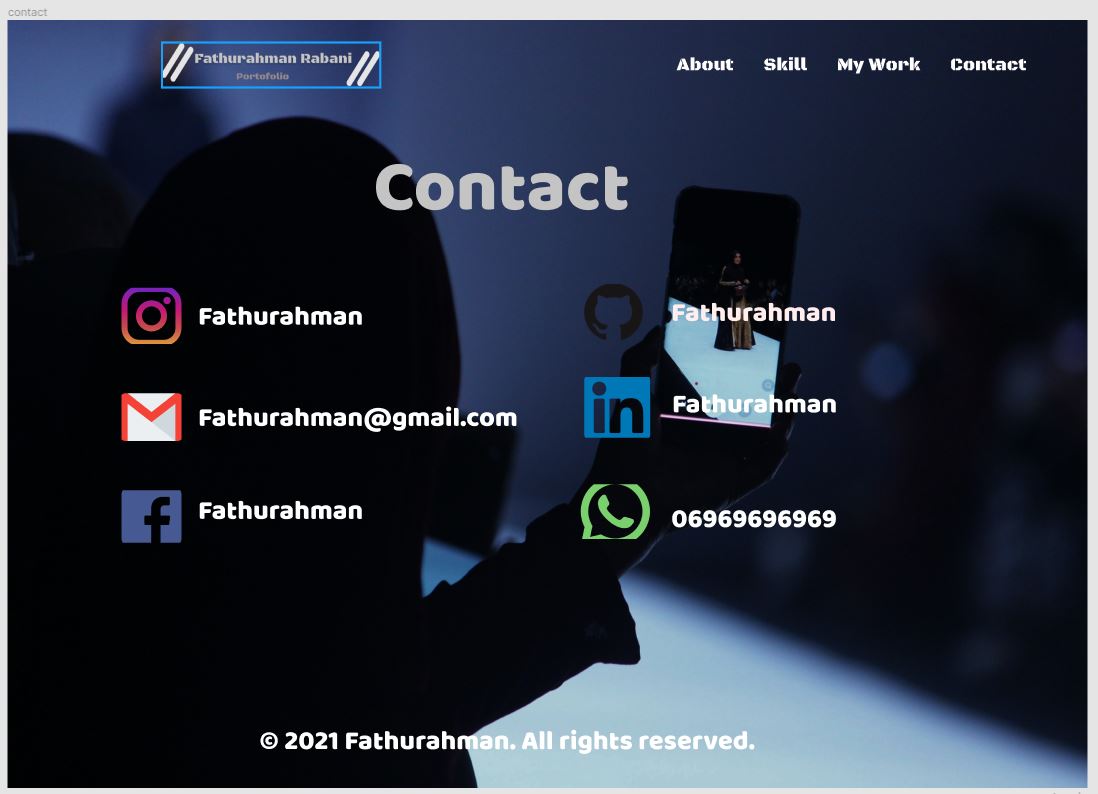 contact
Fathurahman Rabani
Portofolio
About Skill My Work Contact
Contact
Fathurahman
Fathurahman
Fathurahman@gmail.com
in Fathurahman
f Fathurahman
06969696969
© 2021 Fathurahman. All rights reserved.